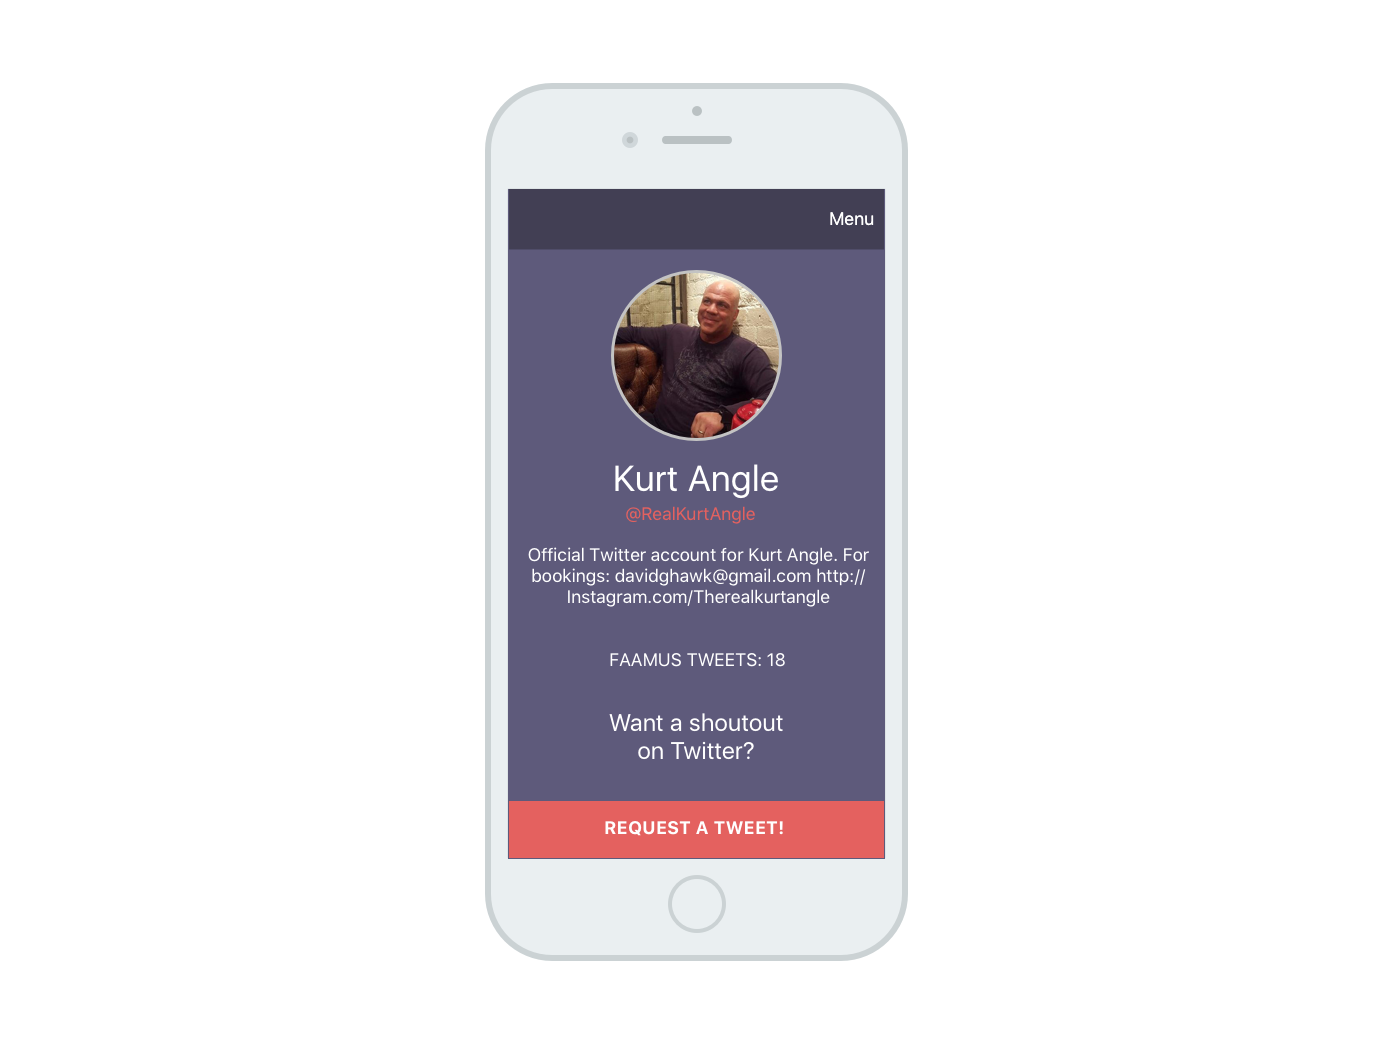 Menu
Kurt Angle
@RealKurtAngle
Official Twitter account for Kurt Angle. For
bookings: davidghawk@gmail.com http://
Instagram.com/Therealkurtangle
FAAMUS TWEETS: 18
Want a shoutout
on Twitter?
REQUEST A TWEET!